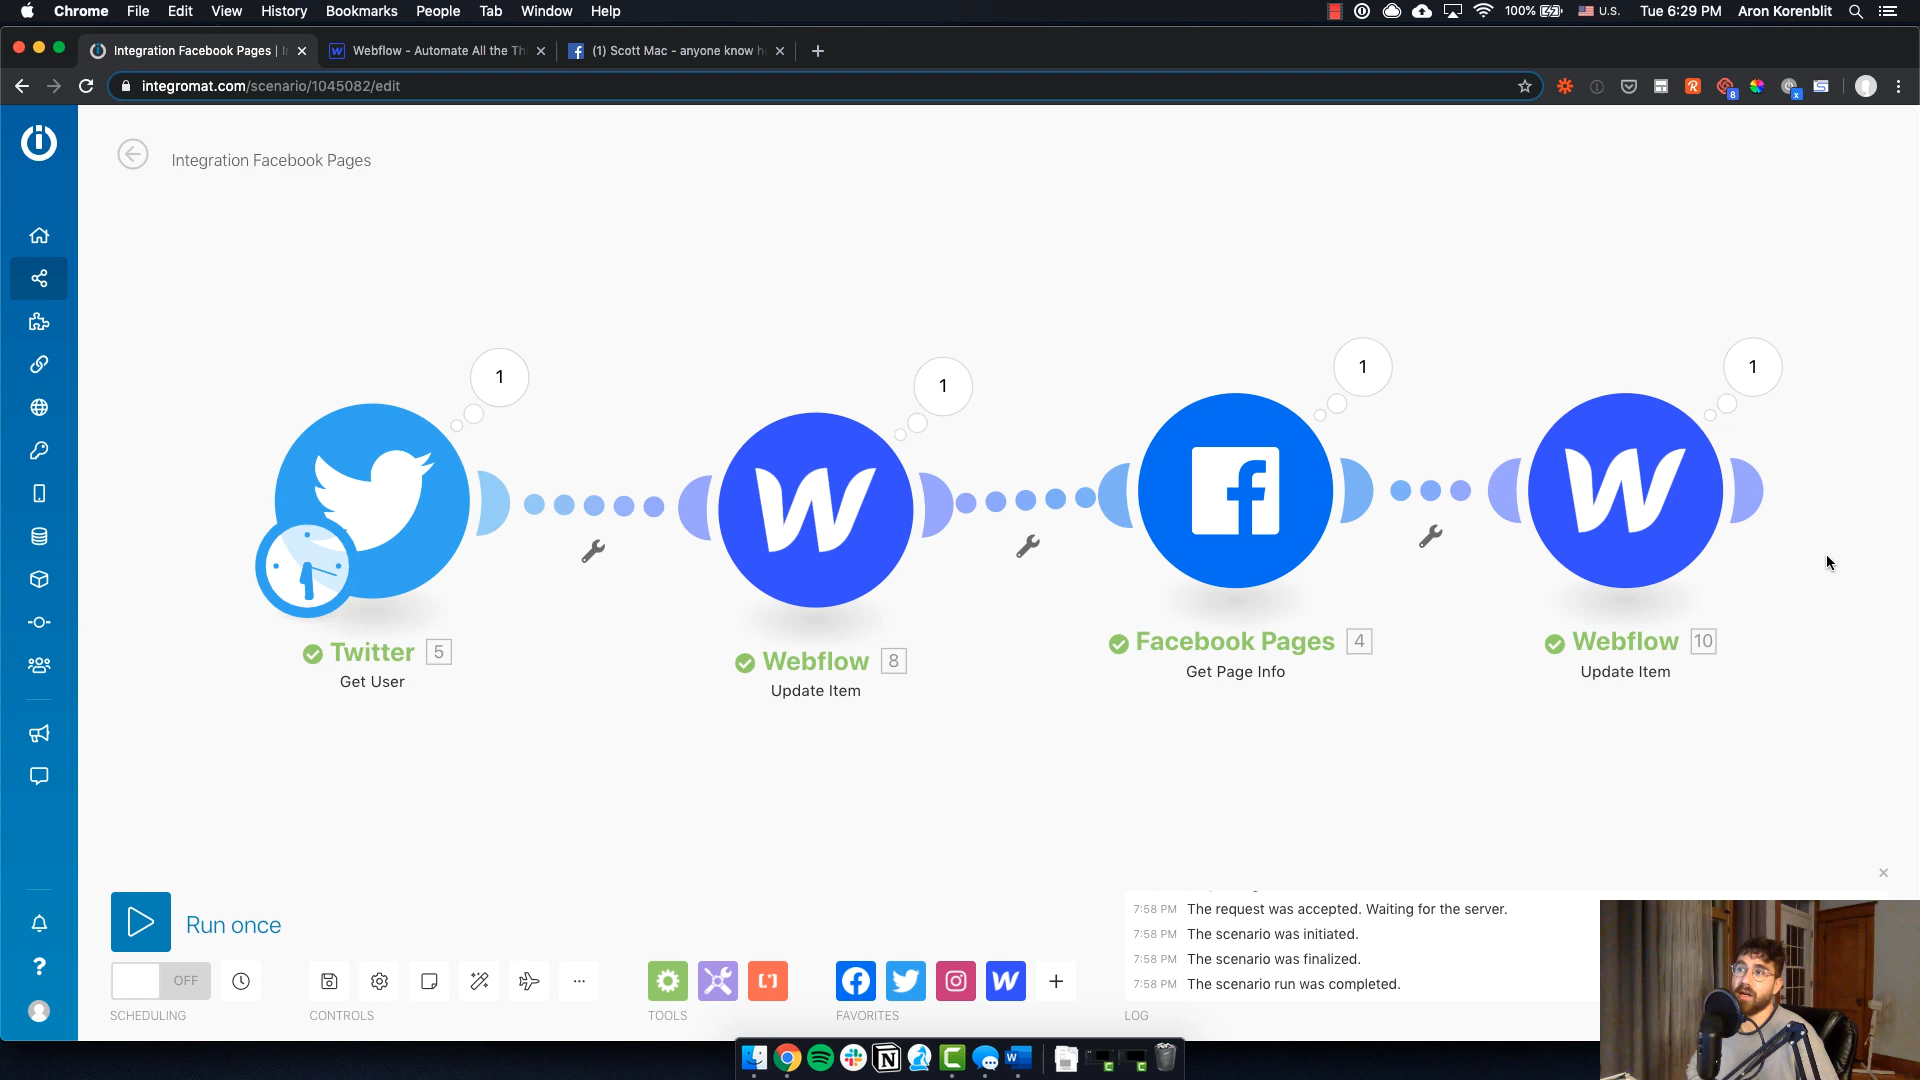 Chrome File Edit View History Bookmarks People Tab Window Help
100% U.S. Tue 6:29 PM Aron Korenblit
Integration Facebook Pages |
Webflow - Automate All the Th
(1) Scott Mac - anyone know h
integromat.com/scenario/1045082/edit
8
x
Integration Facebook Pages
1
1
1
1
Twitter 5
Get User
Webflow 8
Update Item
Facebook Pages 4
Get Page Info
Webflow 10
Update Item
Run once
OFF
SCHEDULING
CONTROLS
TOOLS
FAVORITES
7:58 PM The request was accepted. Waiting for the server.
7:58 PM The scenario was initiated.
7:58 PM The scenario was finalized.
7:58 PM The scenario run was completed.
LOG